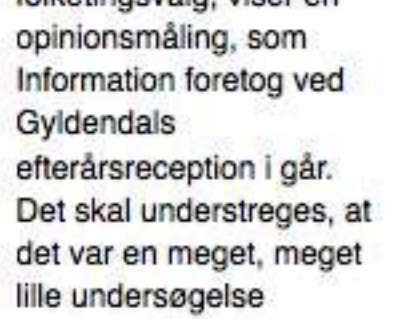 folketingsvalg, viser en
opinionsmåling, som
Information foretog ved
Gyldendals
efterårsreception i går.
Det skal understreges, at
det var en meget, meget
lille undersøgelse